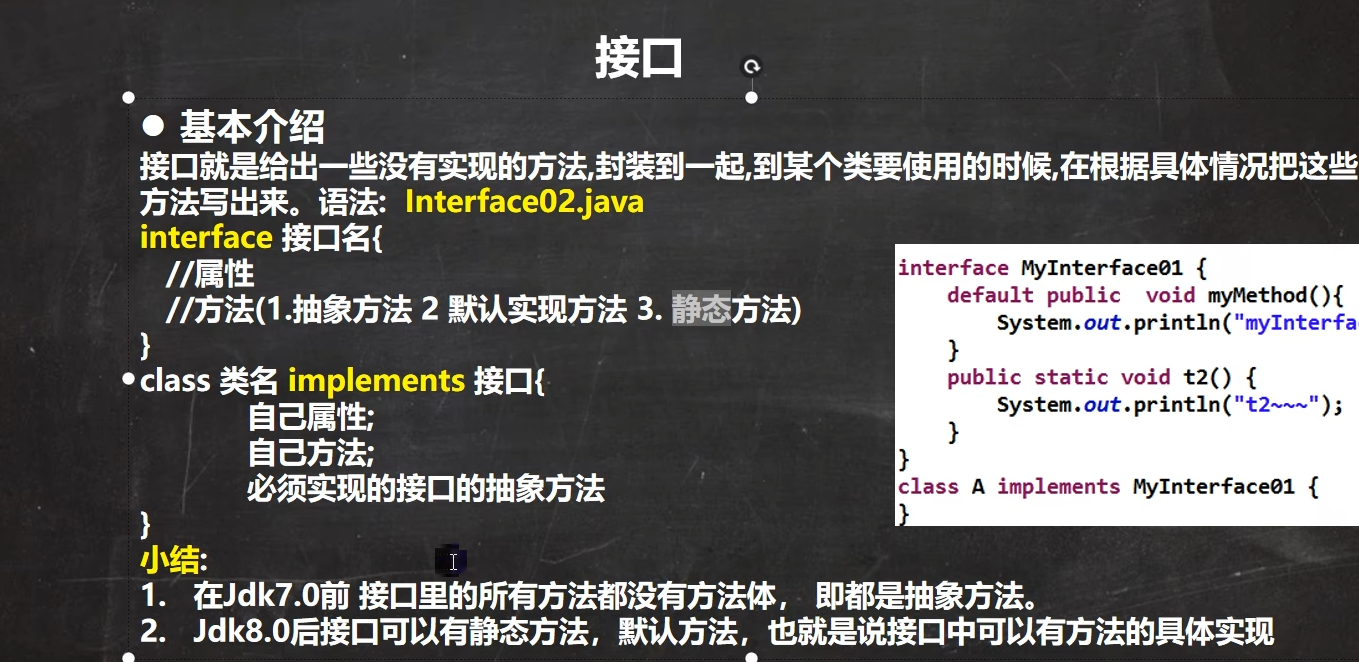 接口
● 基本介绍
接口就是给出一些没有实现的方法,封装到一起,到某个类要使用的时候,在根据具体情况把这些
方法写出来。语法: Interface02.java
interface 接口名{
//属性
//方法(1.抽象方法 2 默认实现方法 3. 静态方法)
}
•class 类名 implements 接口{
自己属性;
自己方法;
必须实现的接口的抽象方法
}
小结:
1. 在Jdk7.0前 接口里的所有方法都没有方法体, 即都是抽象方法。
2. Jdk8.0后接口可以有静态方法,默认方法,也就是说接口中可以有方法的具体实现
interface MyInterface01 {
default public void myMethod(){
System.out.println("myInterfa
}
public static void t2() {
System.out.println("t2~~~");
}
}
class A implements MyInterface01 {
}